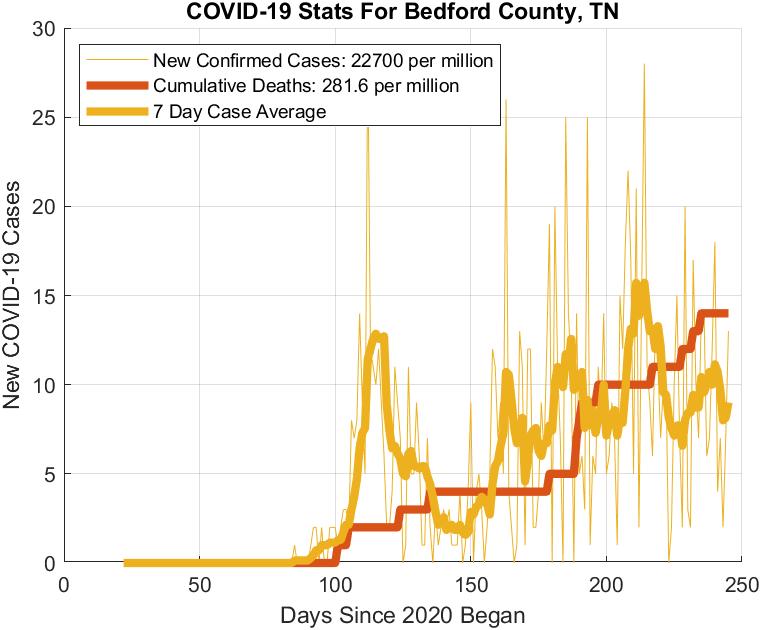 COVID-19 Stats For Bedford County, TN
30
25
20
15
10
5
0
New COVID-19 Cases
New Confirmed Cases: 22700 per million
Cumulative Deaths: 281.6 per million
7 Day Case Average
0
50
100
150
200
250
Days Since 2020 Began